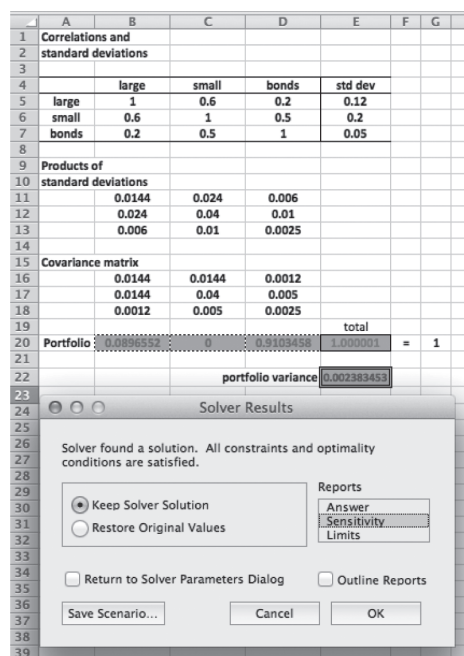 A B C D E F G
1 Correlations and
2 standard deviations
3
4 large small bonds std dev
5 large 1 0.6 0.2 0.12
6 small 0.6 1 0.5 0.2
7 bonds 0.2 0.5 1 0.05
8
9 Products of
10 standard deviations
11 0.0144 0.024 0.006
12 0.024 0.04 0.01
13 0.006 0.01 0.0025
14
15 Covariance matrix
16 0.0144 0.0144 0.0012
17 0.0144 0.04 0.005
18 0.0012 0.005 0.0025
19 total
20 Portfolio 0.0896552 0 0.9103458 1.000001 = 1
21
22 portfolio variance 0.002383453
23
24 Solver Results
25
26 Solver found a solution. All constraints and optimality
27 conditions are satisfied.
28
29 Reports
30 Keep Solver Solution Answer
31 Restore Original Values Sensitivity
32 Limits
33
34 Return to Solver Parameters Dialog Outline Reports
35
36 Save Scenario... Cancel OK
37
38
39